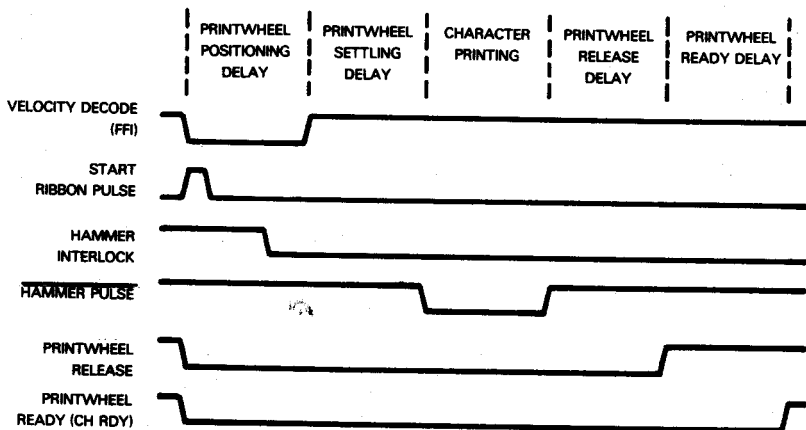 PRINTWHEEL
POSITIONING
DELAY
PRINTWHEEL
SETTLING
DELAY
CHARACTER
PRINTING
PRINTWHEEL
RELEASE
DELAY
PRINTWHEEL
READY DELAY
VELOCITY DECODE
(FFI)
START
RIBBON PULSE
HAMMER
INTERLOCK
HAMMER PULSE
PRINTWHEEL
RELEASE
PRINTWHEEL
READY (CH RDY)